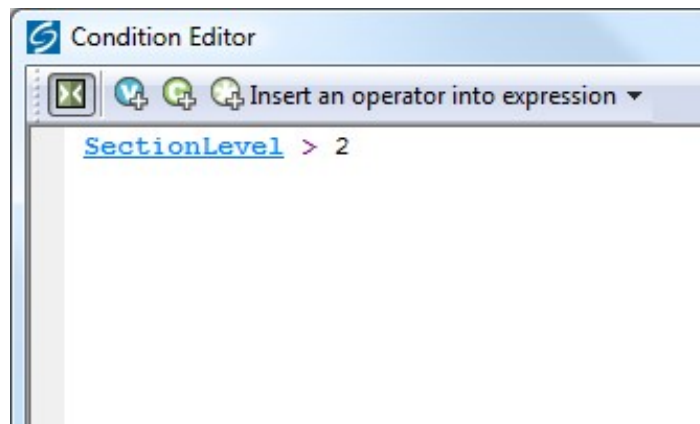 Condition Editor
Insert an operator into expression
SectionLevel > 2